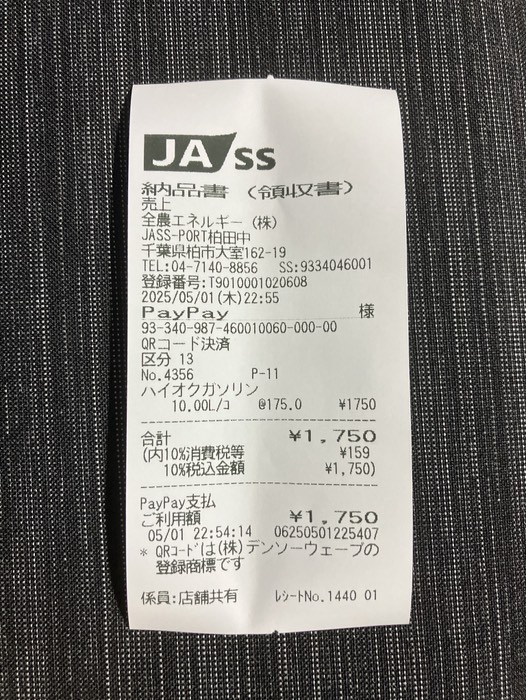 JA SS
納品書(領収書)
売上
全農エネルギー(株)
JASS-PORT柏田中
千葉県柏市大室162-19
TEL:04-7140-8856 SS:9334046001
登録番号:T9010001020608
2025/05/01(木)22:55
PayPay 様
93-340-987-460010060-000-00
QRコード決済
区分 13
No.4356 P-11
ハイオクガソリン
10.00L/コ @175.0 ¥1750
合計 ¥1,750
(内10%消費税等 ¥159
10%税込金額 ¥1,750)
PayPay支払
ご利用額 ¥1,750
05/01 22:54:14 06250501225407
* QRコードは(株)デンソーウェーブの
登録商標です
係員:店舗共有 レシートNo.1440 01